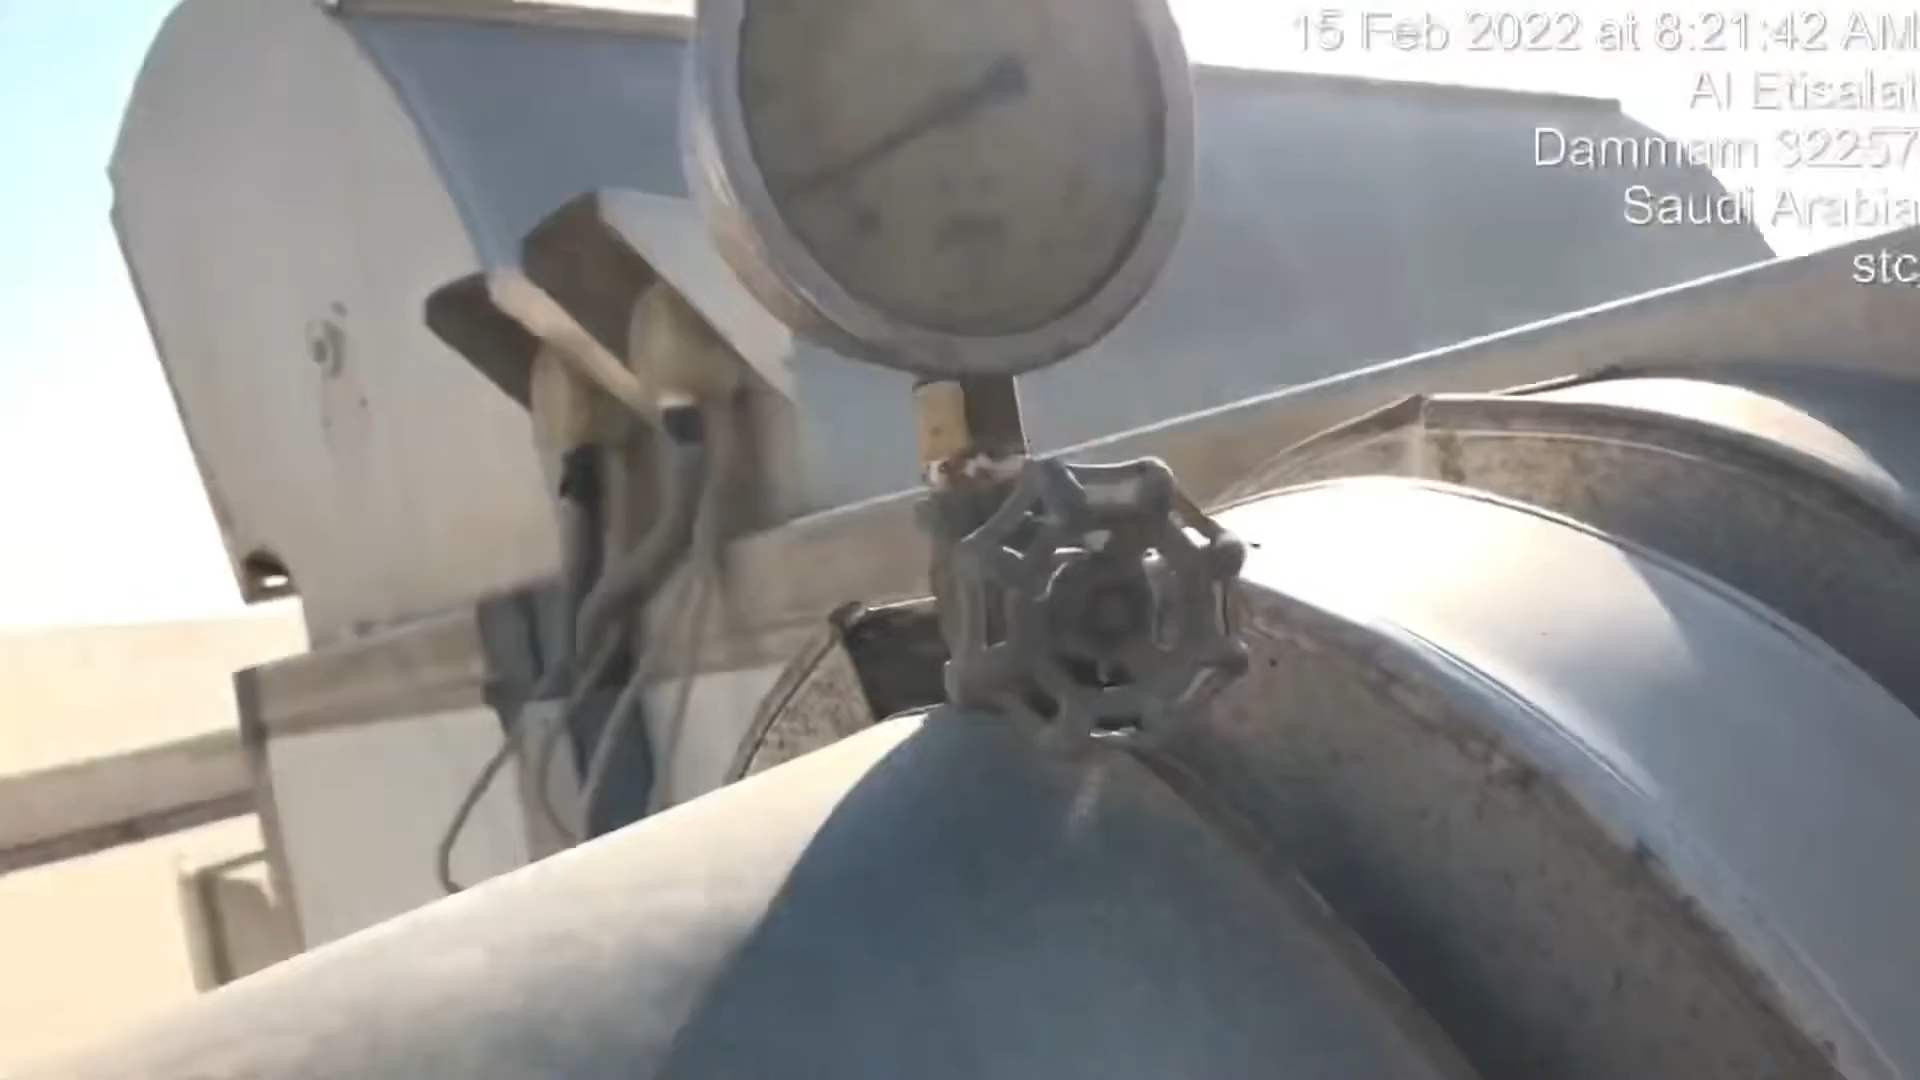 15 Feb 2022 at 8:21:42 AM
Al Etisalat
Dammam 32257
Saudi Arabia
stc